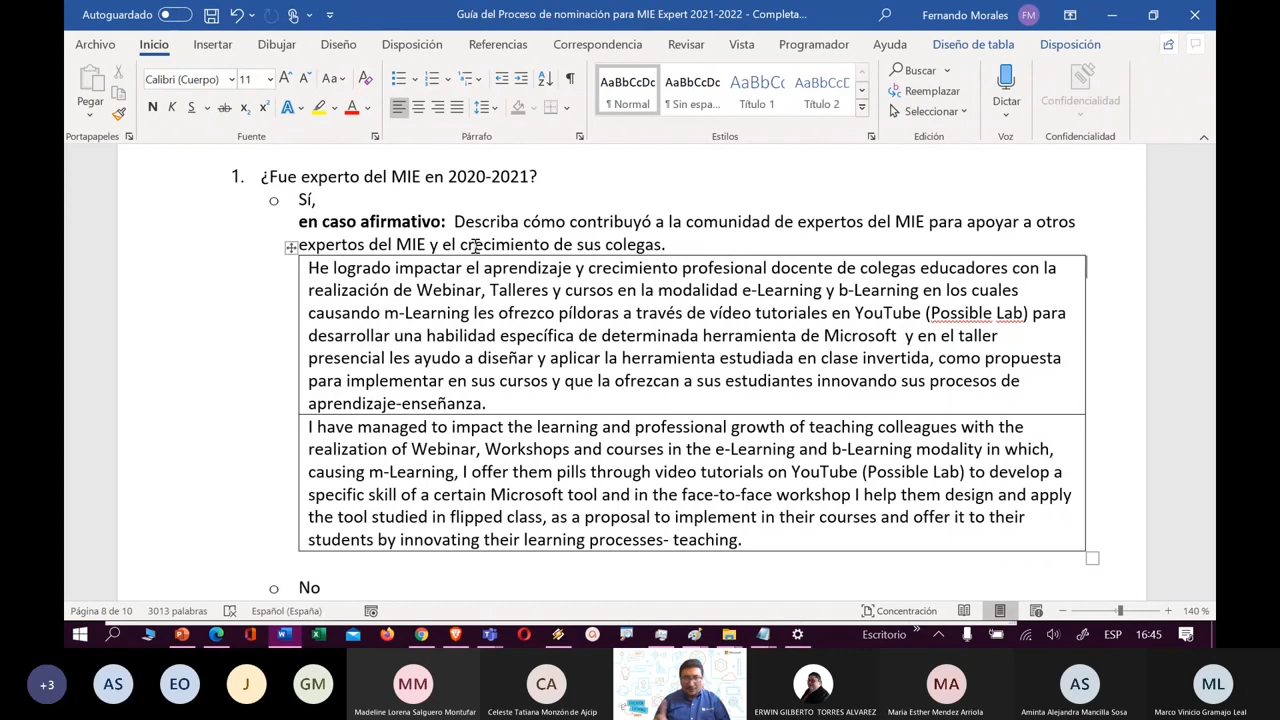 Autoguardado
Guía del Proceso de nominación para MIE Expert 2021-2022 - Completa...
Fernando Morales FM
Archivo Inicio Insertar Dibujar Diseño Disposición Referencias Correspondencia Revisar Vista Programador Ayuda Diseño de tabla Disposición
Pegar
Calibri (Cuerpo) 11
N K S
AaBbCcDc AaBbCcDc AaBbCc AaBbCcD
¶ Normal ¶ Sin espa... Título 1 Título 2
Buscar
Reemplazar
Seleccionar
Dictar
Confidencialidad
Portapapeles Fuente Párrafo Estilos Edición Voz Confidencialidad
1. ¿Fue experto del MIE en 2020-2021?
o Sí,
en caso afirmativo: Describa cómo contribuyó a la comunidad de expertos del MIE para apoyar a otros
expertos del MIE y el crecimiento de sus colegas.
He logrado impactar el aprendizaje y crecimiento profesional docente de colegas educadores con la
realización de Webinar, Talleres y cursos en la modalidad e-Learning y b-Learning en los cuales
causando m-Learning les ofrezco píldoras a través de vídeo tutoriales en YouTube (Possible Lab) para
desarrollar una habilidad específica de determinada herramienta de Microsoft y en el taller
presencial les ayudo a diseñar y aplicar la herramienta estudiada en clase invertida, como propuesta
para implementar en sus cursos y que la ofrezcan a sus estudiantes innovando sus procesos de
aprendizaje-enseñanza.
I have managed to impact the learning and professional growth of teaching colleagues with the
realization of Webinar, Workshops and courses in the e-Learning and b-Learning modality in which,
causing m-Learning, I offer them pills through video tutorials on YouTube (Possible Lab) to develop a
specific skill of a certain Microsoft tool and in the face-to-face workshop I help them design and apply
the tool studied in flipped class, as a proposal to implement in their courses and offer it to their
students by innovating their learning processes- teaching.
o No
Página 8 de 10 3013 palabras Español (España) Concentración 140 %
Escritorio ESP 16:45
+3 AS EO J GM MM CA MA AS ML
Madeline Lorena Salguero Montufar Celeste Tatiana Monzón de Ajcip ERWIN GILBERTO TORRES ALVAREZ Maria Esther Mendez Arriola Aminta Alejandra Mancilla Sosa Marco Vinicio Gramajo Leal